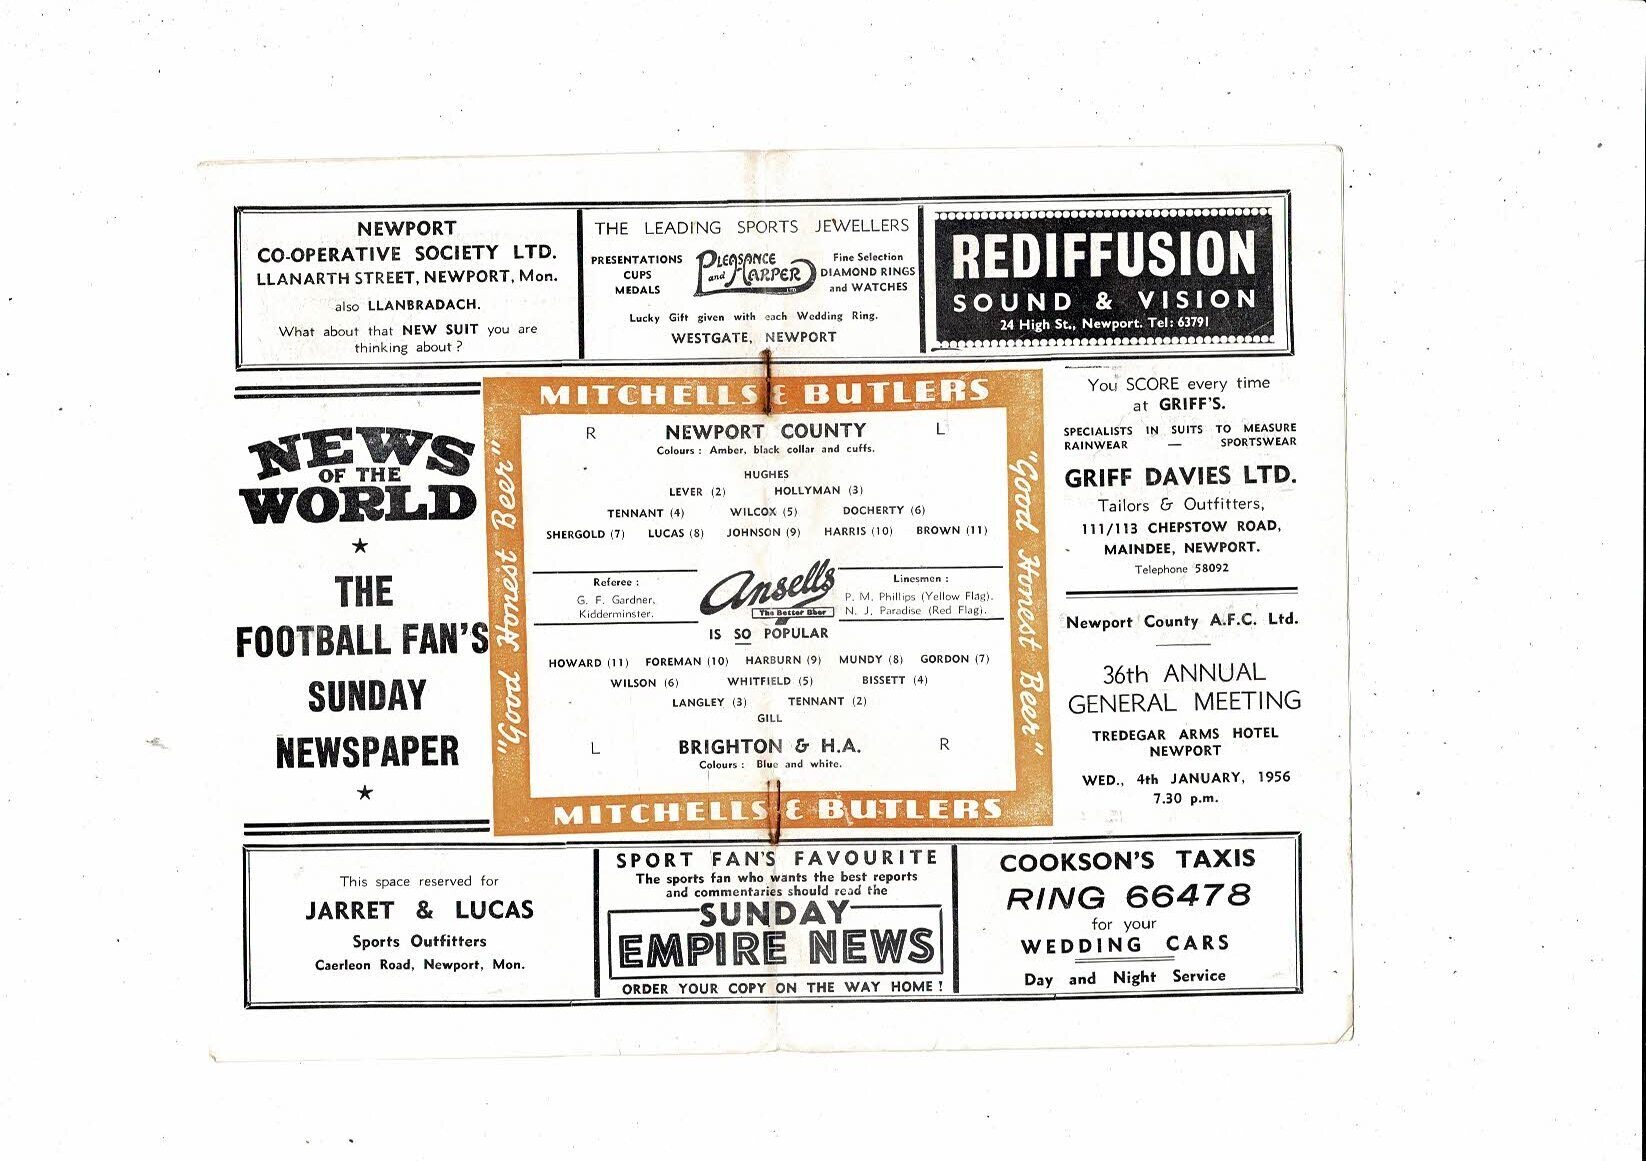 NEWPORT
CO-OPERATIVE SOCIETY LTD.
LLANARTH STREET, NEWPORT, Mon.
also LLANBRADACH.
What about that NEW SUIT you are
thinking about ?
THE LEADING SPORTS JEWELLERS
PRESENTATIONS
CUPS
MEDALS
PLEASANCE
and HARPER
LTD
Fine Selection
DIAMOND RINGS
and WATCHES
Lucky Gift given with each Wedding Ring.
WESTGATE, NEWPORT
REDIFFUSION
SOUND & VISION
24 High St., Newport. Tel: 63791
NEWS
OF THE
WORLD
★
THE
FOOTBALL FAN'S
SUNDAY
NEWSPAPER
★
MITCHELLS & BUTLERS
"Good Honest Beer"
R NEWPORT COUNTY L
Colours : Amber, black collar and cuffs.
HUGHES
LEVER (2) HOLLYMAN (3)
TENNANT (4) WILCOX (5) DOCHERTY (6)
SHERGOLD (7) LUCAS (8) JOHNSON (9) HARRIS (10) BROWN (11)
Referee :
G. F. Gardner,
Kidderminster.
Ansells
The Better Beer
IS SO POPULAR
Linesmen :
P. M. Phillips (Yellow Flag).
N. J. Paradise (Red Flag).
HOWARD (11) FOREMAN (10) HARBURN (9) MUNDY (8) GORDON (7)
WILSON (6) WHITFIELD (5) BISSETT (4)
LANGLEY (3) TENNANT (2)
GILL
L BRIGHTON & H.A. R
Colours : Blue and white.
"Good Honest Beer"
MITCHELLS & BUTLERS
You SCORE every time
at GRIFF'S.
SPECIALISTS IN SUITS TO MEASURE
RAINWEAR — SPORTSWEAR
GRIFF DAVIES LTD.
Tailors & Outfitters,
111/113 CHEPSTOW ROAD,
MAINDEE, NEWPORT.
Telephone 58092
Newport County A.F.C. Ltd.
36th ANNUAL
GENERAL MEETING
TREDEGAR ARMS HOTEL
NEWPORT
WED., 4th JANUARY, 1956
7.30 p.m.
This space reserved for
JARRET & LUCAS
Sports Outfitters
Caerleon Road, Newport, Mon.
SPORT FAN'S FAVOURITE
The sports fan who wants the best reports
and commentaries should read the
SUNDAY
EMPIRE NEWS
ORDER YOUR COPY ON THE WAY HOME !
COOKSON'S TAXIS
RING 66478
for your
WEDDING CARS
Day and Night Service